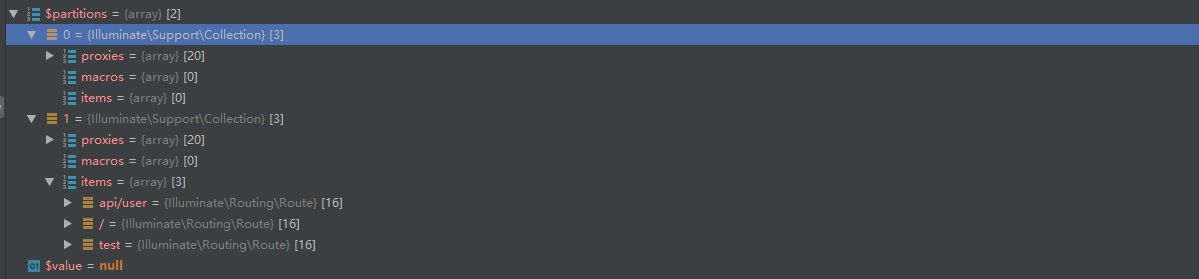 $partitions = {array} [2]
0 = {Illuminate\Support\Collection} [3]
proxies = {array} [20]
macros = {array} [0]
items = {array} [0]
1 = {Illuminate\Support\Collection} [3]
proxies = {array} [20]
macros = {array} [0]
items = {array} [3]
api/user = {Illuminate\Routing\Route} [16]
/ = {Illuminate\Routing\Route} [16]
test = {Illuminate\Routing\Route} [16]
01 $value = null